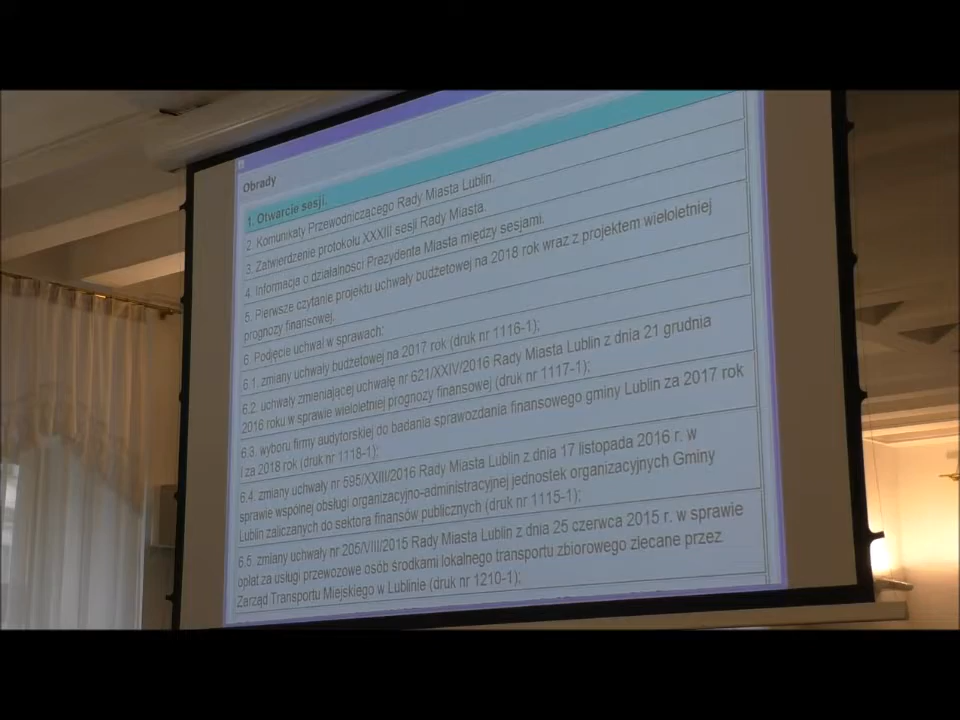 Obrady
1. Otwarcie sesji.
2. Komunikaty Przewodniczącego Rady Miasta Lublin.
3. Zatwierdzenie protokołu XXXIII sesji Rady Miasta.
4. Informacja o działalności Prezydenta Miasta między sesjami.
5. Pierwsze czytanie projektu uchwały budżetowej na 2018 rok wraz z projektem wieloletniej
prognozy finansowej.
6. Podjęcie uchwał w sprawach:
6.1. zmiany uchwały budżetowej na 2017 rok (druk nr 1116-1);
6.2. uchwały zmieniającej uchwałę nr 621/XXIV/2016 Rady Miasta Lublin z dnia 21 grudnia
2016 roku w sprawie wieloletniej prognozy finansowej (druk nr 1117-1);
6.3. wyboru firmy audytorskiej do badania sprawozdania finansowego gminy Lublin za 2017 rok
i za 2018 rok (druk nr 1118-1);
6.4. zmiany uchwały nr 595/XXIII/2016 Rady Miasta Lublin z dnia 17 listopada 2016 r. w
sprawie wspólnej obsługi organizacyjno-administracyjnej jednostek organizacyjnych Gminy
Lublin zaliczanych do sektora finansów publicznych (druk nr 1115-1);
6.5. zmiany uchwały nr 205/VIII/2015 Rady Miasta Lublin z dnia 25 czerwca 2015 r. w sprawie
opłat za usługi przewozowe osób środkami lokalnego transportu zbiorowego zlecane przez
Zarząd Transportu Miejskiego w Lublinie (druk nr 1210-1);